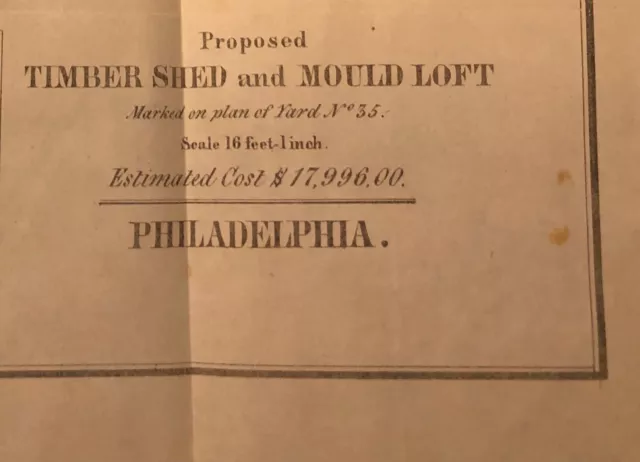 Proposed
TIMBER SHED and MOULD LOFT
Marked on plan of Yard Nº 35.
Scale 16 feet-1 inch.
Estimated Cost $ 17,996,00.
PHILADELPHIA.